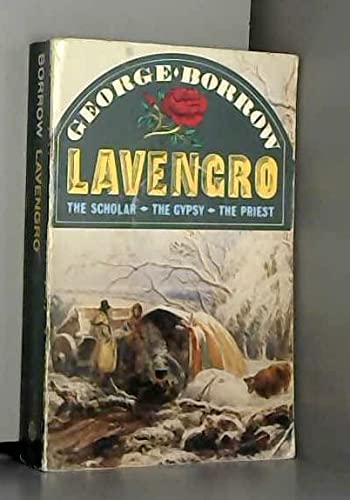 GEORGE BORROW
LAVENGRO
THE SCHOLAR - THE GYPSY - THE PRIEST
BORROW LAVENGRO